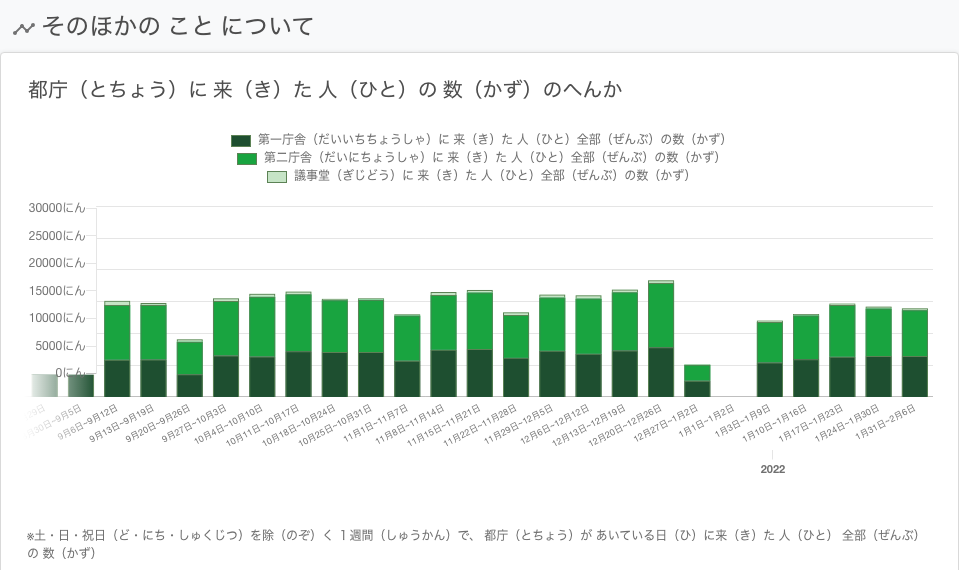 そのほかの こと について
都庁（とちょう）に 来（き）た 人（ひと）の 数（かず）のへんか
第一庁舎（だいいちちょうしゃ）に 来（き）た 人（ひと）全部（ぜんぶ）の数（かず）
第二庁舎（だいにちょうしゃ）に 来（き）た 人（ひと）全部（ぜんぶ）の数（かず）
議事堂（ぎじどう）に 来（き）た 人（ひと）全部（ぜんぶ）の数（かず）
30000にん
25000にん
20000にん
15000にん
10000にん
5000にん
0にん
9月6日~9月12日
9月13日~9月19日
9月20日~9月26日
9月27日~10月3日
10月4日~10月10日
10月11日~10月17日
10月18日~10月24日
10月25日~10月31日
11月1日~11月7日
11月8日~11月14日
11月15日~11月21日
11月22日~11月28日
11月29日~12月5日
12月6日~12月12日
12月13日~12月19日
12月20日~12月26日
12月27日~1月2日
1月1日~1月2日
1月3日~1月9日
1月10日~1月16日
1月17日~1月23日
1月24日~1月30日
1月31日~2月6日
2022
※土・日・祝日（ど・にち・しゅくじつ）を除（のぞ）く １週間（しゅうかん）で、 都庁（とちょう）が あいている日（ひ）に来（き）た 人（ひと） 全部（ぜんぶ）
の 数（かず）